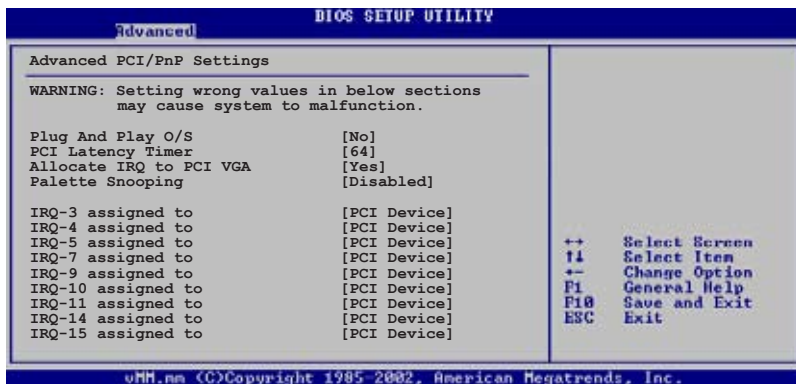 BIOS SETUP UTILITY
Advanced
Advanced PCI/PnP Settings
WARNING: Setting wrong values in below sections
may cause system to malfunction.
Plug And Play O/S [No]
PCI Latency Timer [64]
Allocate IRQ to PCI VGA [Yes]
Palette Snooping [Disabled]
IRQ-3 assigned to [PCI Device]
IRQ-4 assigned to [PCI Device]
IRQ-5 assigned to [PCI Device]
IRQ-7 assigned to [PCI Device]
IRQ-9 assigned to [PCI Device]
IRQ-10 assigned to [PCI Device]
IRQ-11 assigned to [PCI Device]
IRQ-14 assigned to [PCI Device]
IRQ-15 assigned to [PCI Device]
↔ Select Screen
↑↓ Select Item
+- Change Option
F1 General Help
F10 Save and Exit
ESC Exit
vMM.mm (C)Copyright 1985-2002, American Megatrends, Inc.